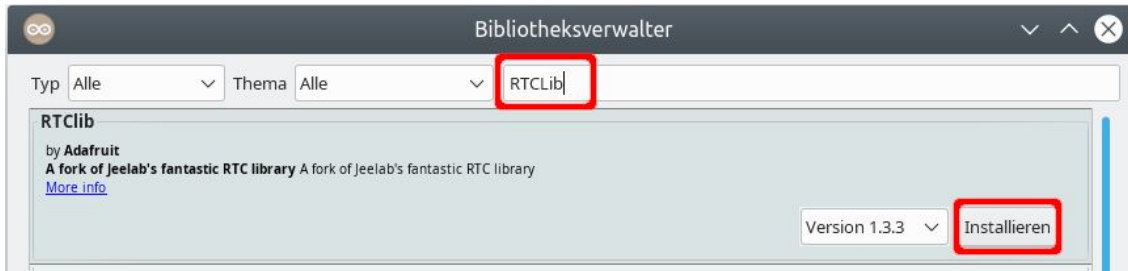 Bibliotheksverwalter
Typ Alle Thema Alle RTCLib
RTClib
by Adafruit
A fork of Jeelab's fantastic RTC library A fork of Jeelab's fantastic RTC library
More info
Version 1.3.3 Installieren